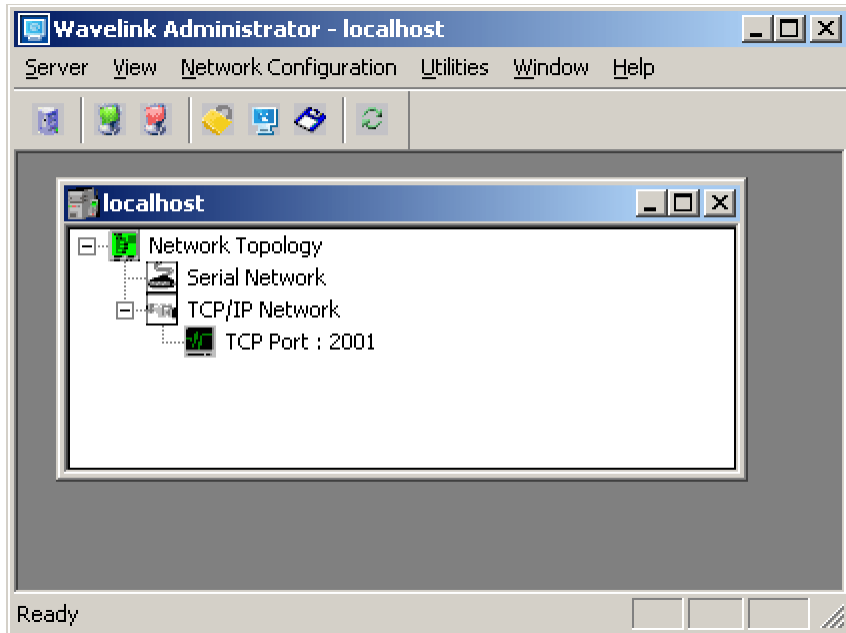 Wavelink Administrator - localhost
Server View Network Configuration Utilities Window Help
localhost
Network Topology
Serial Network
TCP/IP Network
TCP Port : 2001
Ready